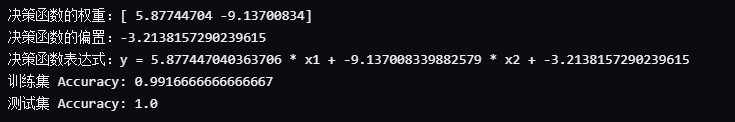 决策函数的权重：[ 5.87744704 -9.13700834]
决策函数的偏置：-3.2138157290239615
决策函数表达式：y = 5.877447040363706 * x1 + -9.137008339882579 * x2 + -3.2138157290239615
训练集 Accuracy: 0.9916666666666667
测试集 Accuracy: 1.0